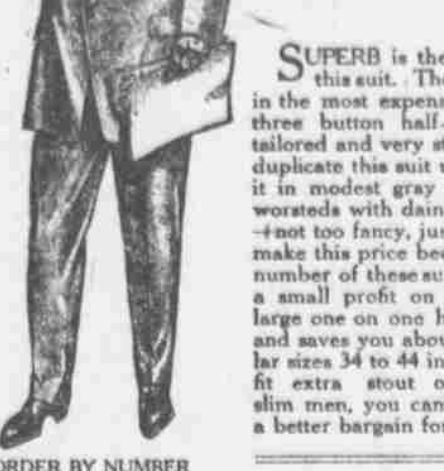 SUPERB is the
this suit. The
in the most expen
three button half-
tailored and very st
duplicate this suit
it in modest gray
worsteds with dain
not too fancy, jus
make this price bec
number of these su
a small profit on
large one on one h
and saves you abou
lar sizes 34 to 44 in
fit extra stout o
slim men, you can
a better bargain for
ORDER BY NUMBER